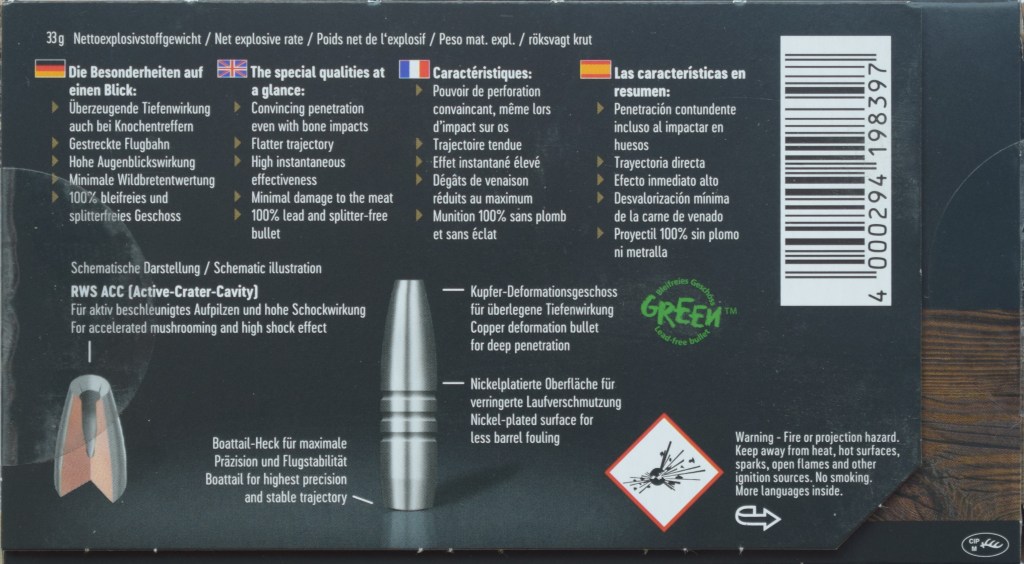 33g Nettoexplosivstoffgewicht / Net explosive rate / Poids net de l'explosif / Peso mat. expl. / röksvagt krut
Die Besonderheiten auf
einen Blick:
Überzeugende Tiefenwirkung
auch bei Knochentreffern
Gestreckte Flugbahn
Hohe Augenblickswirkung
Minimale Wildbretentwertung
100% bleifreies und
splitterfreies Geschoss
The special qualities at
a glance:
Convincing penetration
even with bone impacts
Flatter trajectory
High instantaneous
effectiveness
Minimal damage to the meat
100% lead and splitter-free
bullet
Caractéristiques:
Pouvoir de perforation
convaincant, même lors
d'impact sur os
Trajectoire tendue
Effet instantané élevé
Dégâts de venaison
réduits au maximum
Munition 100% sans plomb
et sans éclat
Las características en
resumen:
Penetración contundente
incluso al impactar en
huesos
Trayectoria directa
Efecto inmediato alto
Desvalorización mínima
de la carne de venado
Proyectil 100% sin plomo
ni metralla
4 000294 198397
Schematische Darstellung / Schematic illustration
RWS ACC (Active-Crater-Cavity)
Für aktiv beschleunigtes Aufpilzen und hohe Schockwirkung
For accelerated mushrooming and high shock effect
Kupfer-Deformationsgeschoss
für überlegene Tiefenwirkung
Copper deformation bullet
for deep penetration
Bleifreies Geschoss
GREEN™
Lead-free bullet
Nickelplatierte Oberfläche für
verringerte Laufverschmutzung
Nickel-plated surface for
less barrel fouling
Boattail-Heck für maximale
Präzision und Flugstabilität
Boattail for highest precision
and stable trajectory
Warning - Fire or projection hazard.
Keep away from heat, hot surfaces,
sparks, open flames and other
ignition sources. No smoking.
More languages inside.
CIP
M